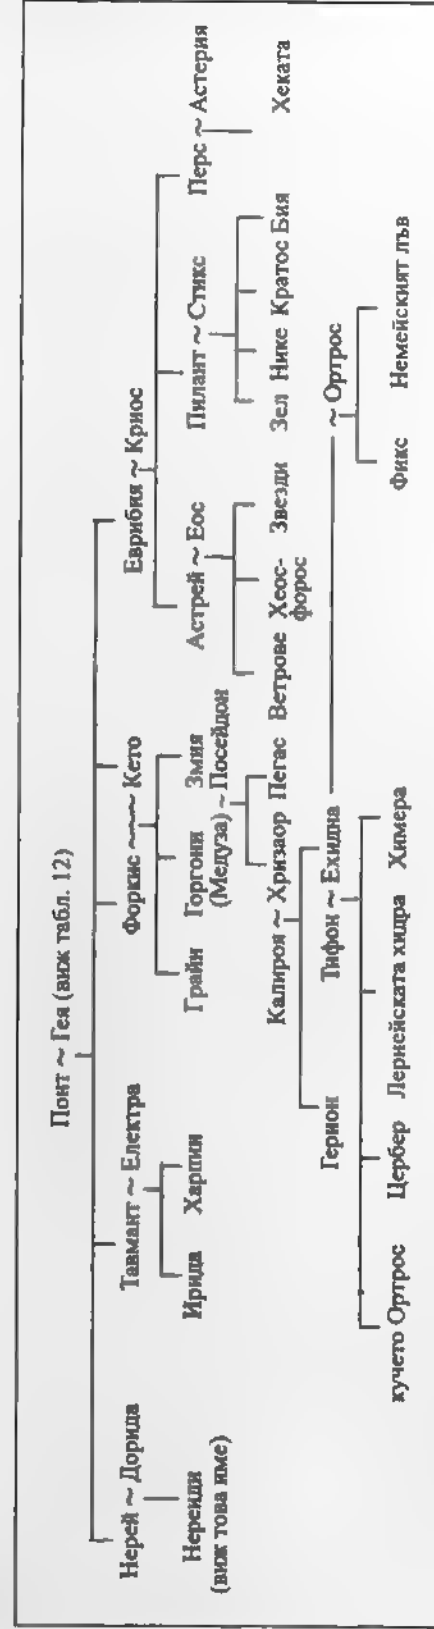 Понт ~ Гея (виж табл. 12)
Нерей ~ Дорида Тавмант ~ Електра Форкис ~~~ Кето Еврибия ~ Криос
Нереиди
(виж това име)
Ирида Харпии Грайи Горгони Змия
(Медуза) ~ Посейдон
Астрей ~ Еос Пилант ~ Стикс Перс ~ Астерия
Калироя ~ Хризаор Пегас Ветрове Хеос-
форос
Звезди Зел Нике Кратос Бия Хеката
Герион Тифон ~ Ехидна ~ Ортрос
кучето Ортрос Цербер Лернейската хидра Химера Фикс Немейският лъв